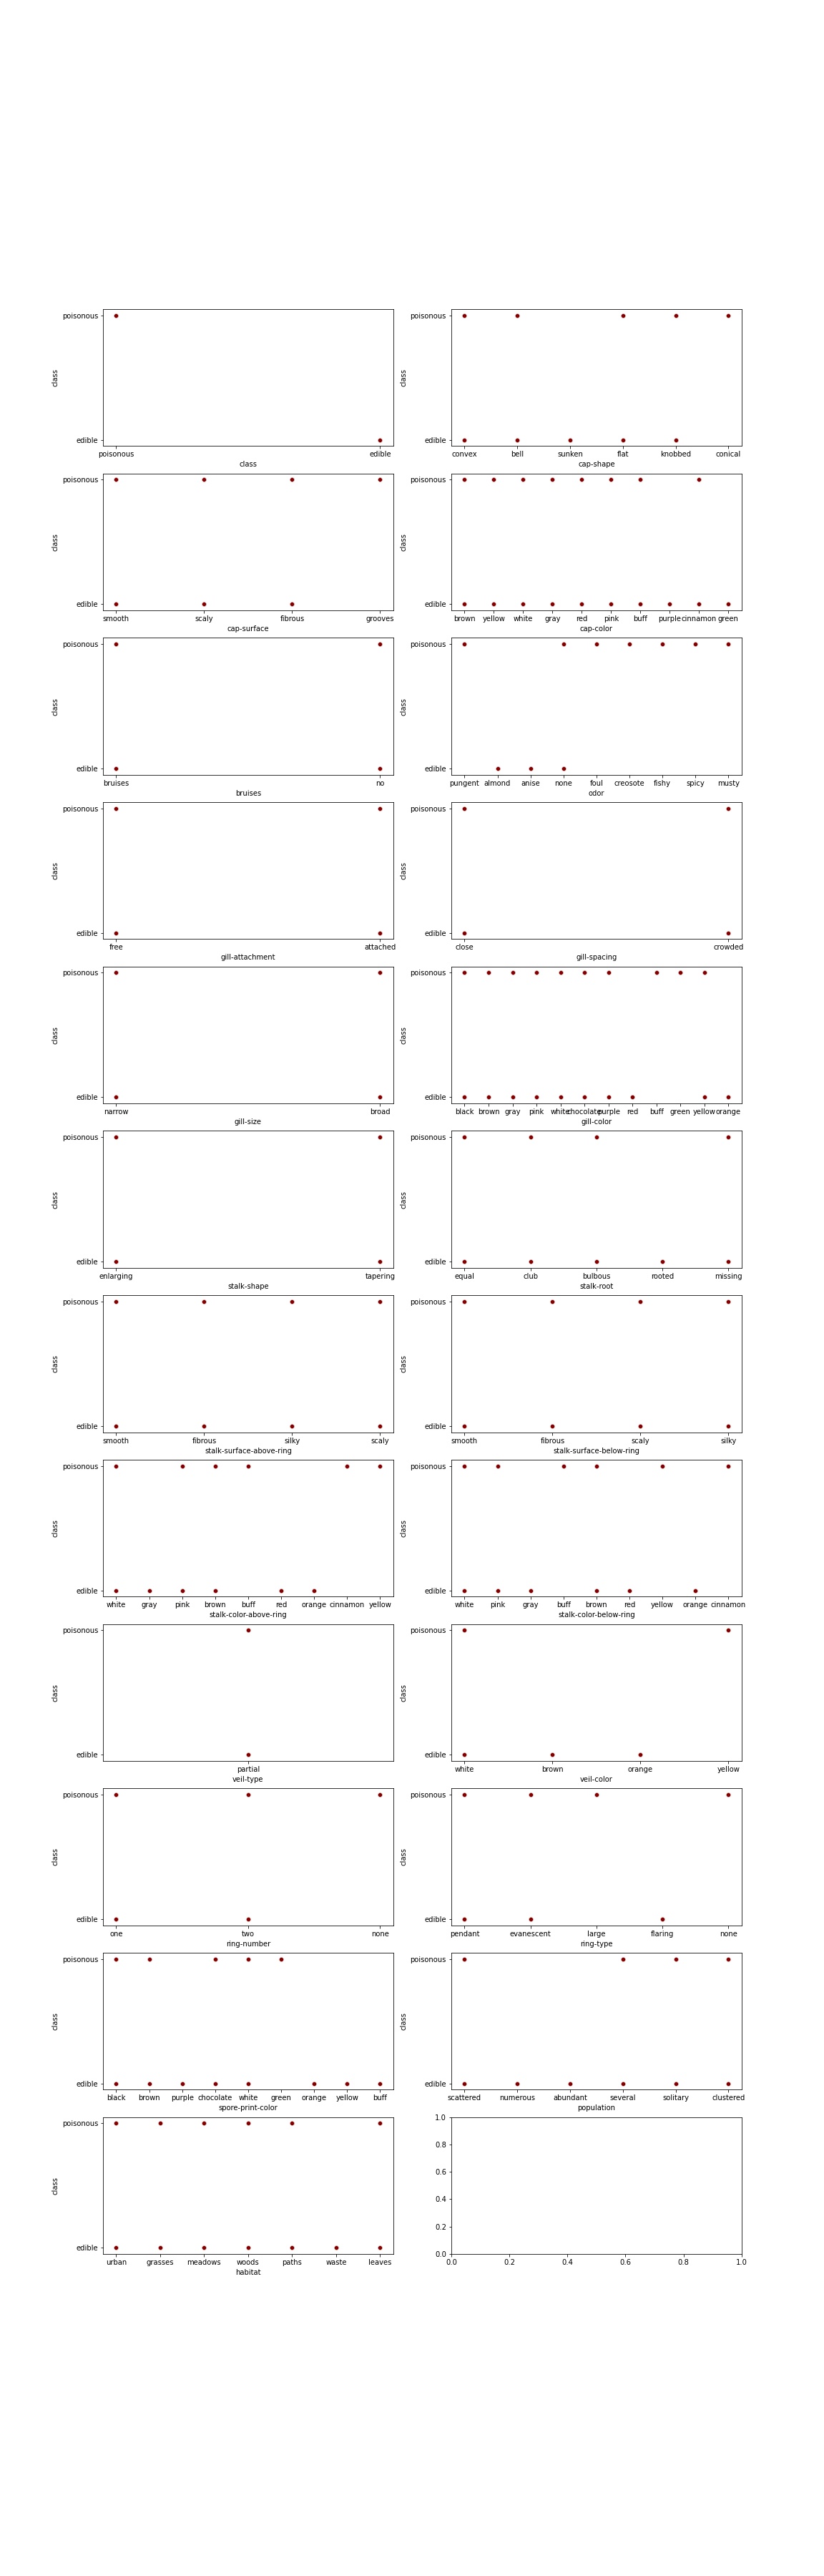 poisonous
class
edible
poisonous edible
class
poisonous
class
edible
convex bell sunken flat knobbed conical
cap-shape
poisonous
class
edible
smooth scaly fibrous grooves
cap-surface
poisonous
class
edible
brown yellow white gray red pink buff purple cinnamon green
cap-color
poisonous
class
edible
bruises no
bruises
poisonous
class
edible
pungent almond anise none foul creosote fishy spicy musty
odor
poisonous
class
edible
free attached
gill-attachment
poisonous
class
edible
close crowded
gill-spacing
poisonous
class
edible
narrow broad
gill-size
poisonous
class
edible
black brown gray pink white chocolate purple red buff green yellow orange
gill-color
poisonous
class
edible
enlarging tapering
stalk-shape
poisonous
class
edible
equal club bulbous rooted missing
stalk-root
poisonous
class
edible
smooth fibrous silky scaly
stalk-surface-above-ring
poisonous
class
edible
smooth fibrous scaly silky
stalk-surface-below-ring
poisonous
class
edible
white gray pink brown buff red orange cinnamon yellow
stalk-color-above-ring
poisonous
class
edible
white pink gray buff brown red yellow orange cinnamon
stalk-color-below-ring
poisonous
class
edible
partial
veil-type
poisonous
class
edible
white brown orange yellow
veil-color
poisonous
class
edible
one two none
ring-number
poisonous
class
edible
pendant evanescent large flaring none
ring-type
poisonous
class
edible
black brown purple chocolate white green orange yellow buff
spore-print-color
poisonous
class
edible
scattered numerous abundant several solitary clustered
population
poisonous
class
edible
urban grasses meadows woods paths waste leaves
habitat
1.0
0.8
0.6
0.4
0.2
0.0
0.0 0.2 0.4 0.6 0.8 1.0